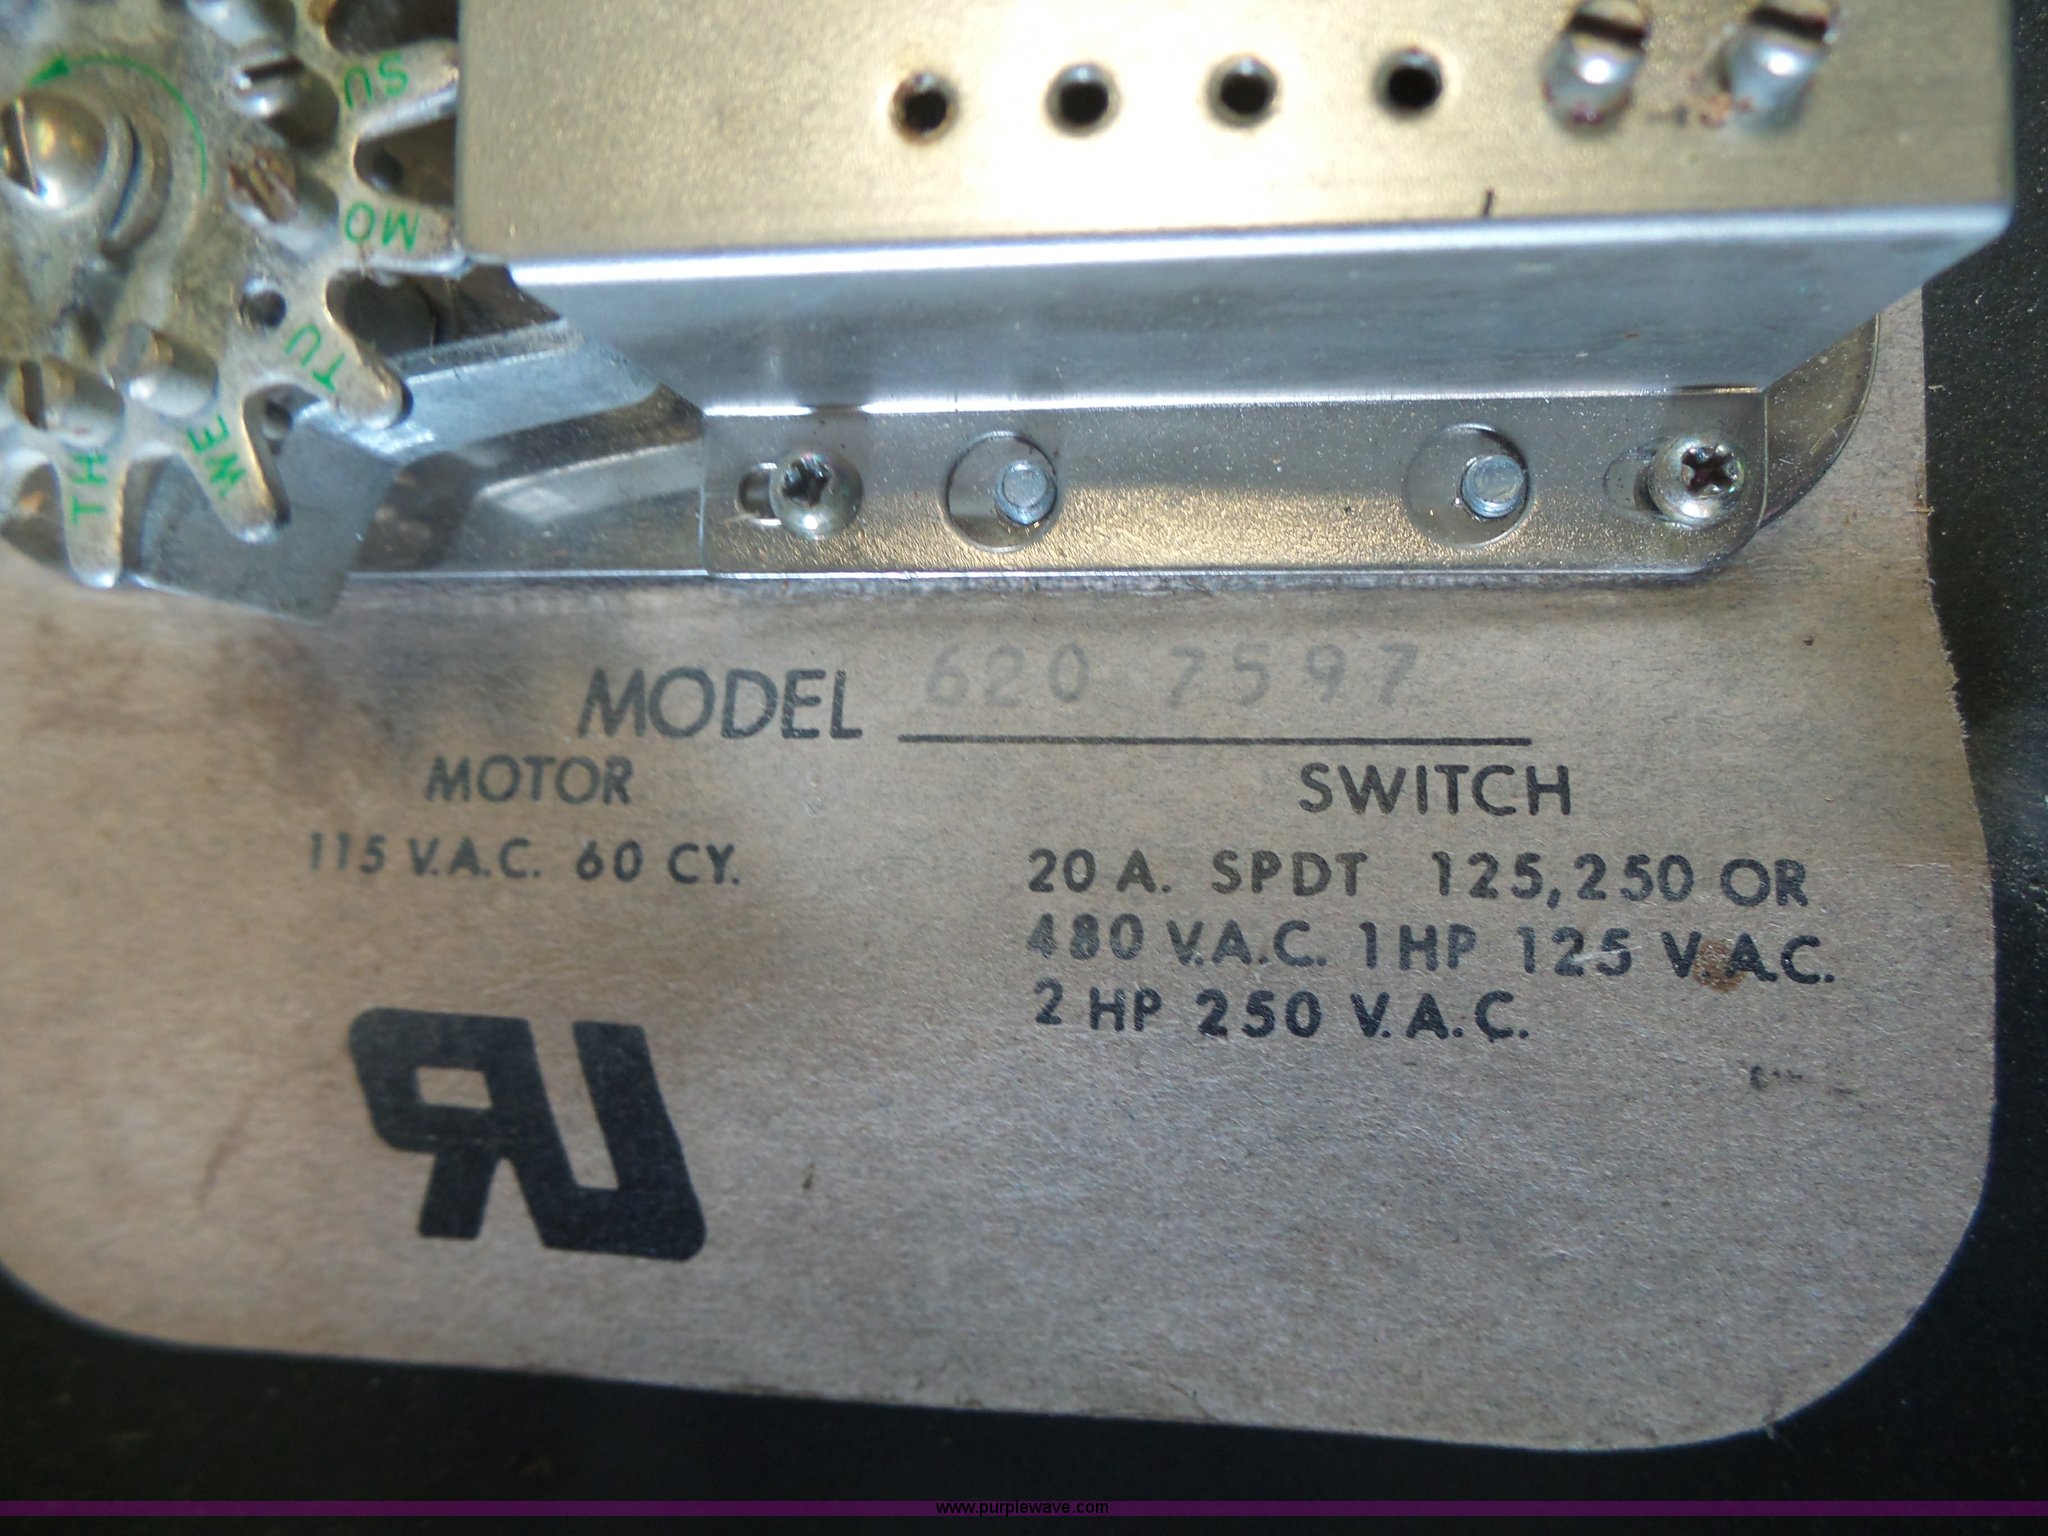 SU
MO
TU
WE
TH
MODEL 620 7597
MOTOR
115 V.A.C. 60 CY.
SWITCH
20 A. SPDT 125,250 OR
480 V.A.C. 1HP 125 V.A.C.
2 HP 250 V.A.C.
www.purplewave.com